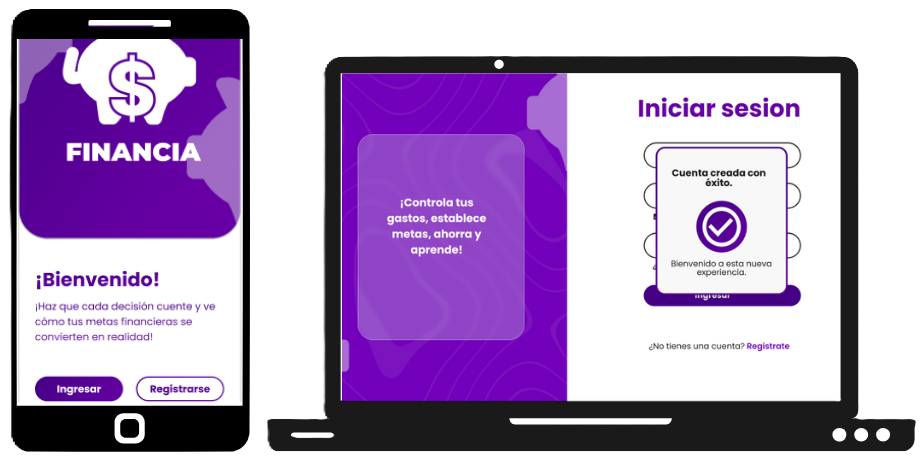 FINANCIA
¡Bienvenido!
¡Haz que cada decisión cuente y ve
cómo tus metas financieras se
convierten en realidad!
Ingresar
Registrarse
¡Controla tus
gastos, establece
metas, ahorra y
aprende!
Iniciar sesion
Cuenta creada con
éxito.
Bienvenido a esta nueva
experiencia.
Ingresar
¿No tienes una cuenta? Registrate